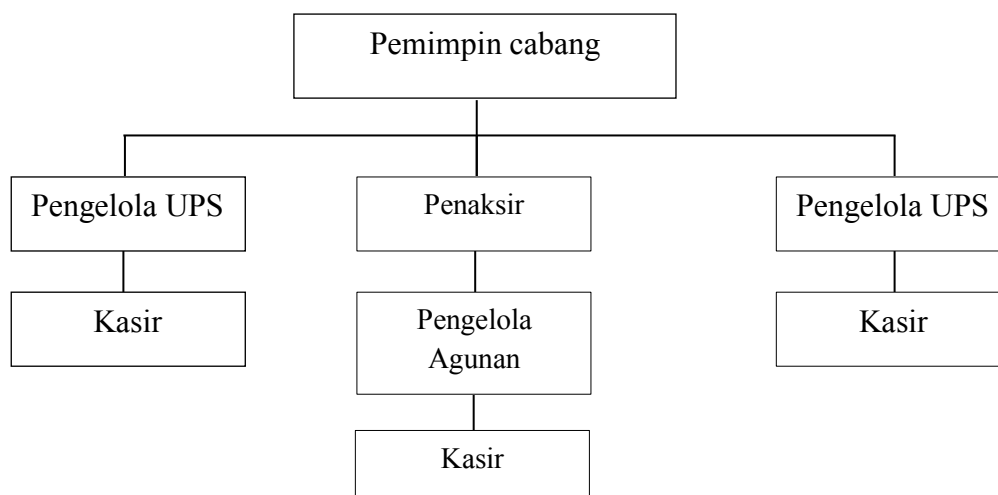 Pemimpin cabang
Pengelola UPS
Penaksir
Pengelola UPS
Kasir
Pengelola
Agunan
Kasir
Kasir